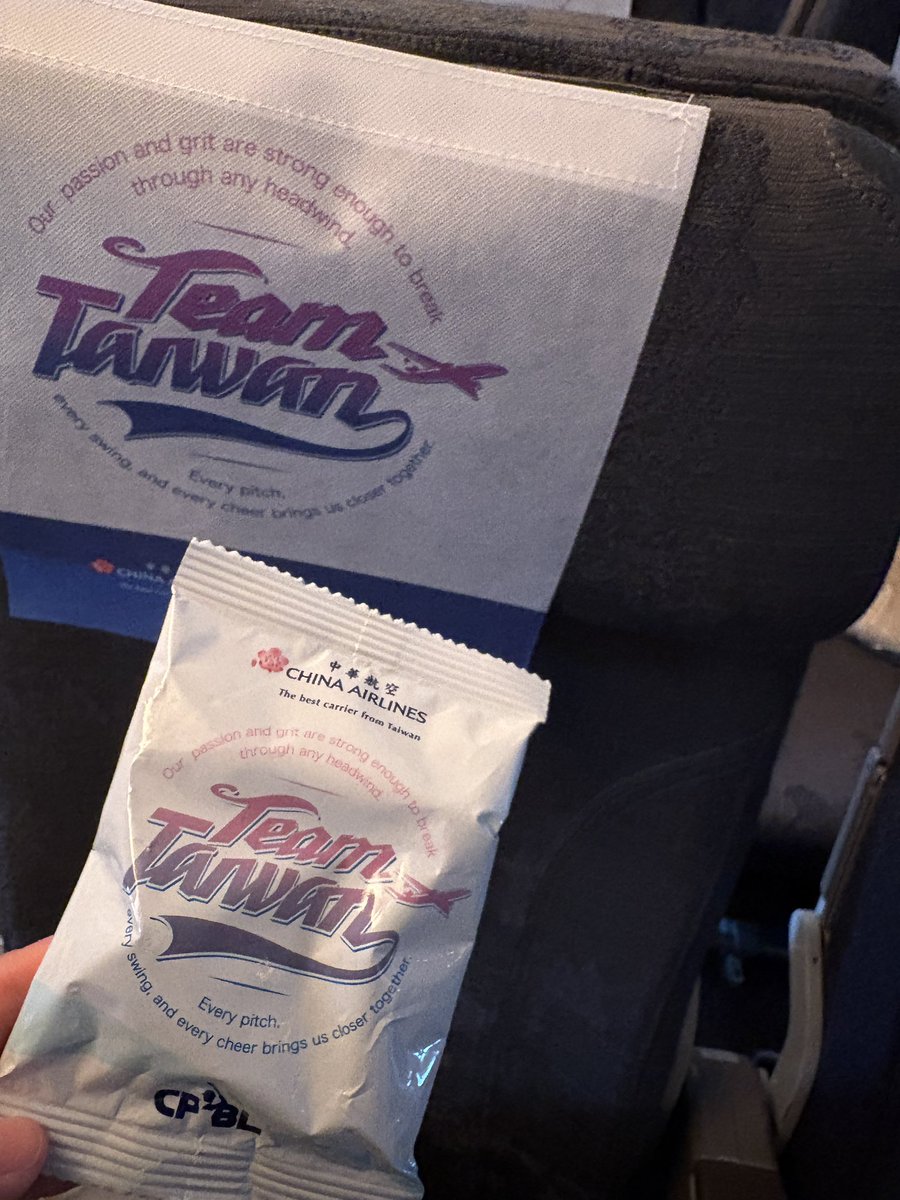 Our passion and grit are strong enough to break
through any headwind.
Team
Taiwan
Every pitch,
every swing, and every cheer brings us closer together
CHINA
中華航空
CHINA AIRLINES
The best carrier from Taiwan
Our passion and grit are strong enough to break
through any headwind.
Team
Taiwan
Every pitch,
every swing, and every cheer brings us closer together
CPBL